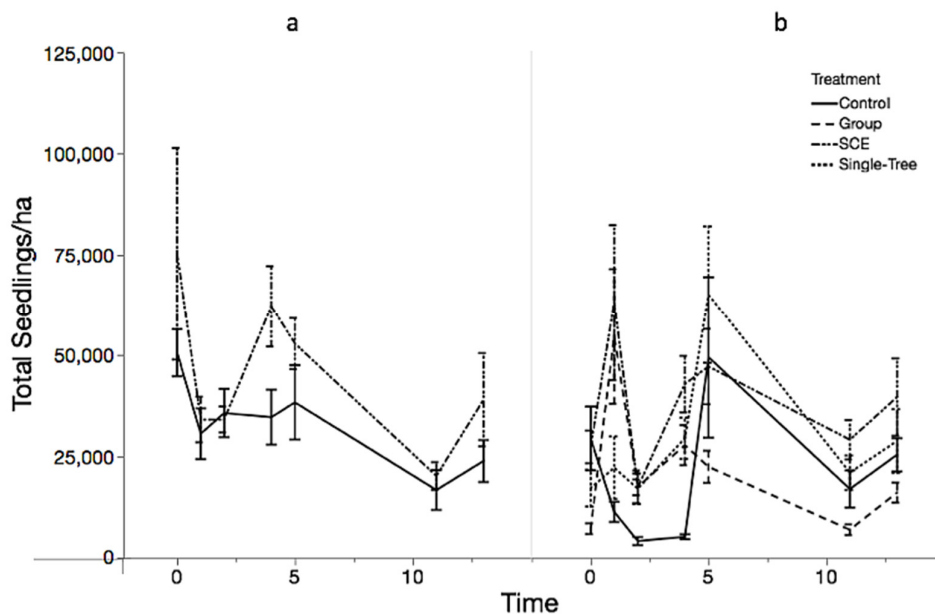 a b
125,000
100,000
75,000
50,000
25,000
0
Total Seedlings/ha
Treatment
Control
Group
SCE
Single-Tree
0 5 10 0 5 10
Time